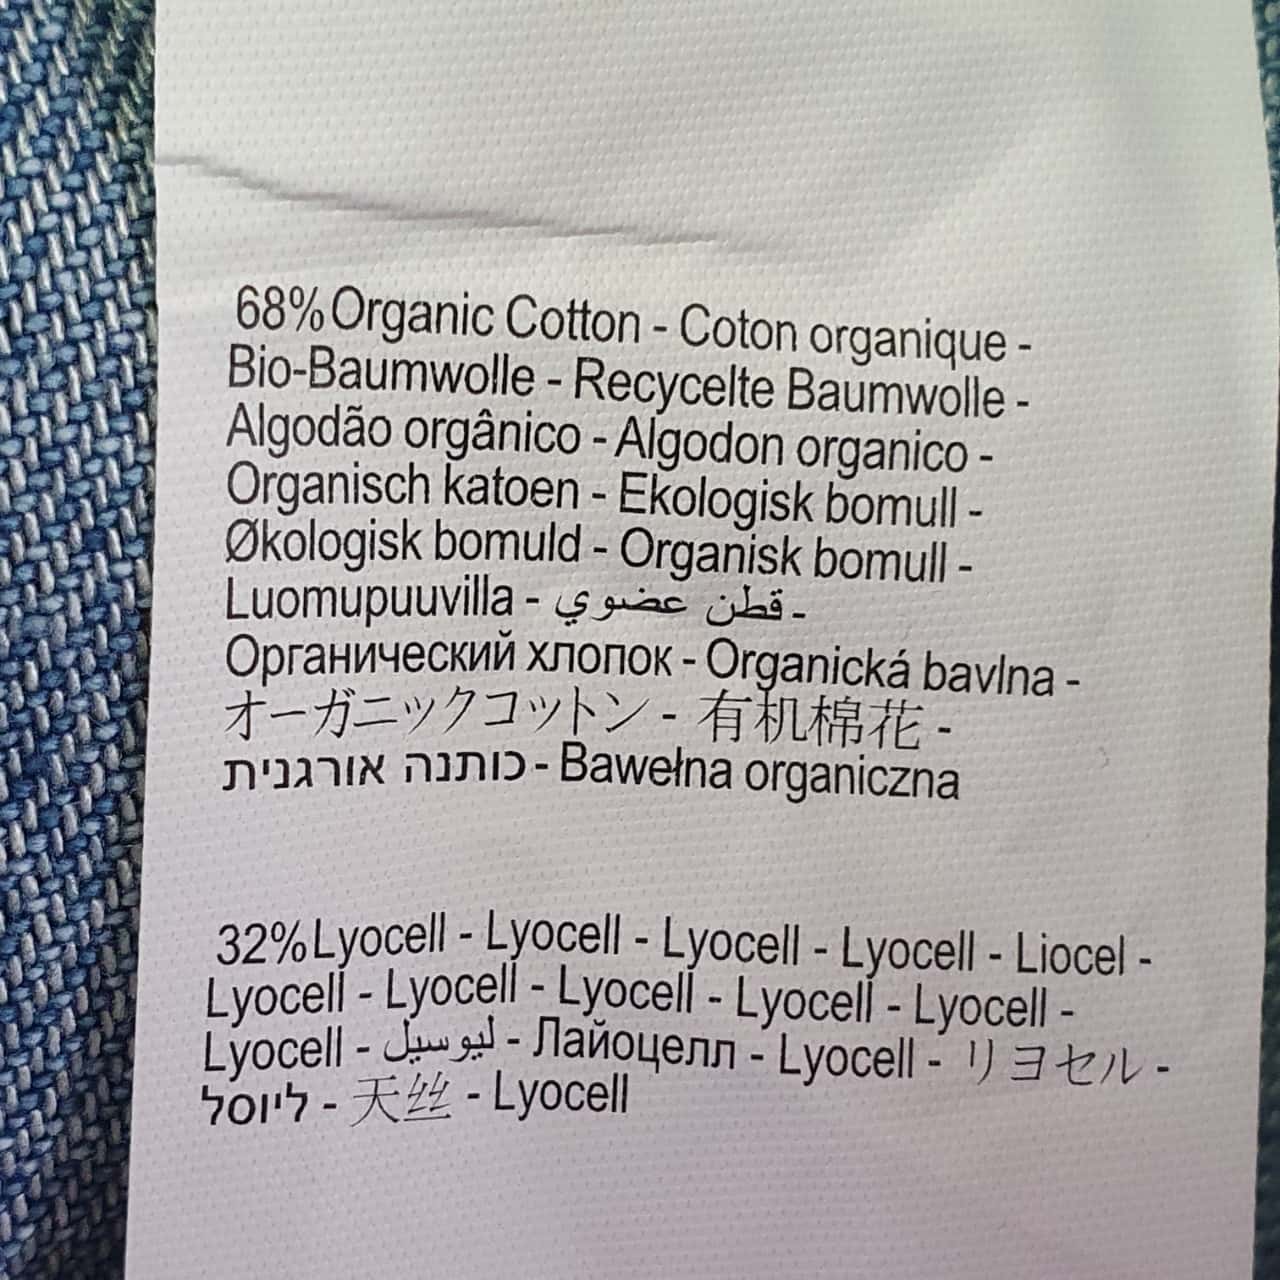 68% Organic Cotton - Coton organique -
Bio-Baumwolle - Recycelte Baumwolle -
Algodão orgânico - Algodon organico -
Organisch katoen - Ekologisk bomull -
Økologisk bomuld - Organisk bomull -
Luomupuuvilla - قطن عضوي -
Органический хлопок - Organická bavlna -
オーガニックコットン - 有机棉花 -
כותנה אורגנית - Bawełna organiczna
32% Lyocell - Lyocell - Lyocell - Lyocell - Liocel -
Lyocell - Lyocell - Lyocell - Lyocell - Lyocell -
Lyocell - ليوسيل - Лайоцелл - Lyocell - リヨセル -
ליוסל - 天丝 - Lyocell